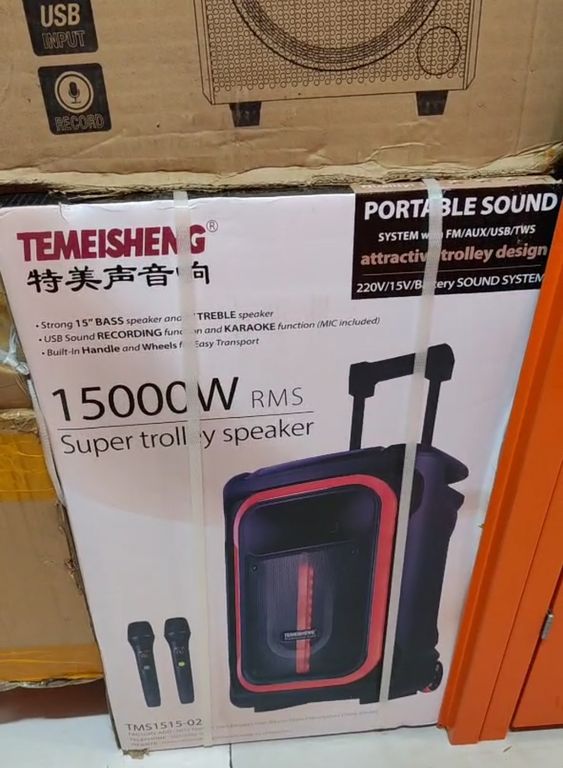 USB
INPUT
RECORD
PORTABLE SOUND
SYSTEM with FM/AUX/USB/TWS
attractive trolley design
220V/15V/Battery SOUND SYSTEM
TEMEISHENG®
特美声音响
• Strong 15" BASS speaker and TREBLE speaker
• USB Sound RECORDING function and KARAOKE function (MIC included)
• Built-in Handle and Wheels for Easy Transport
15000W RMS
Super trolley speaker
TEMEISHENG
TMS1515-02